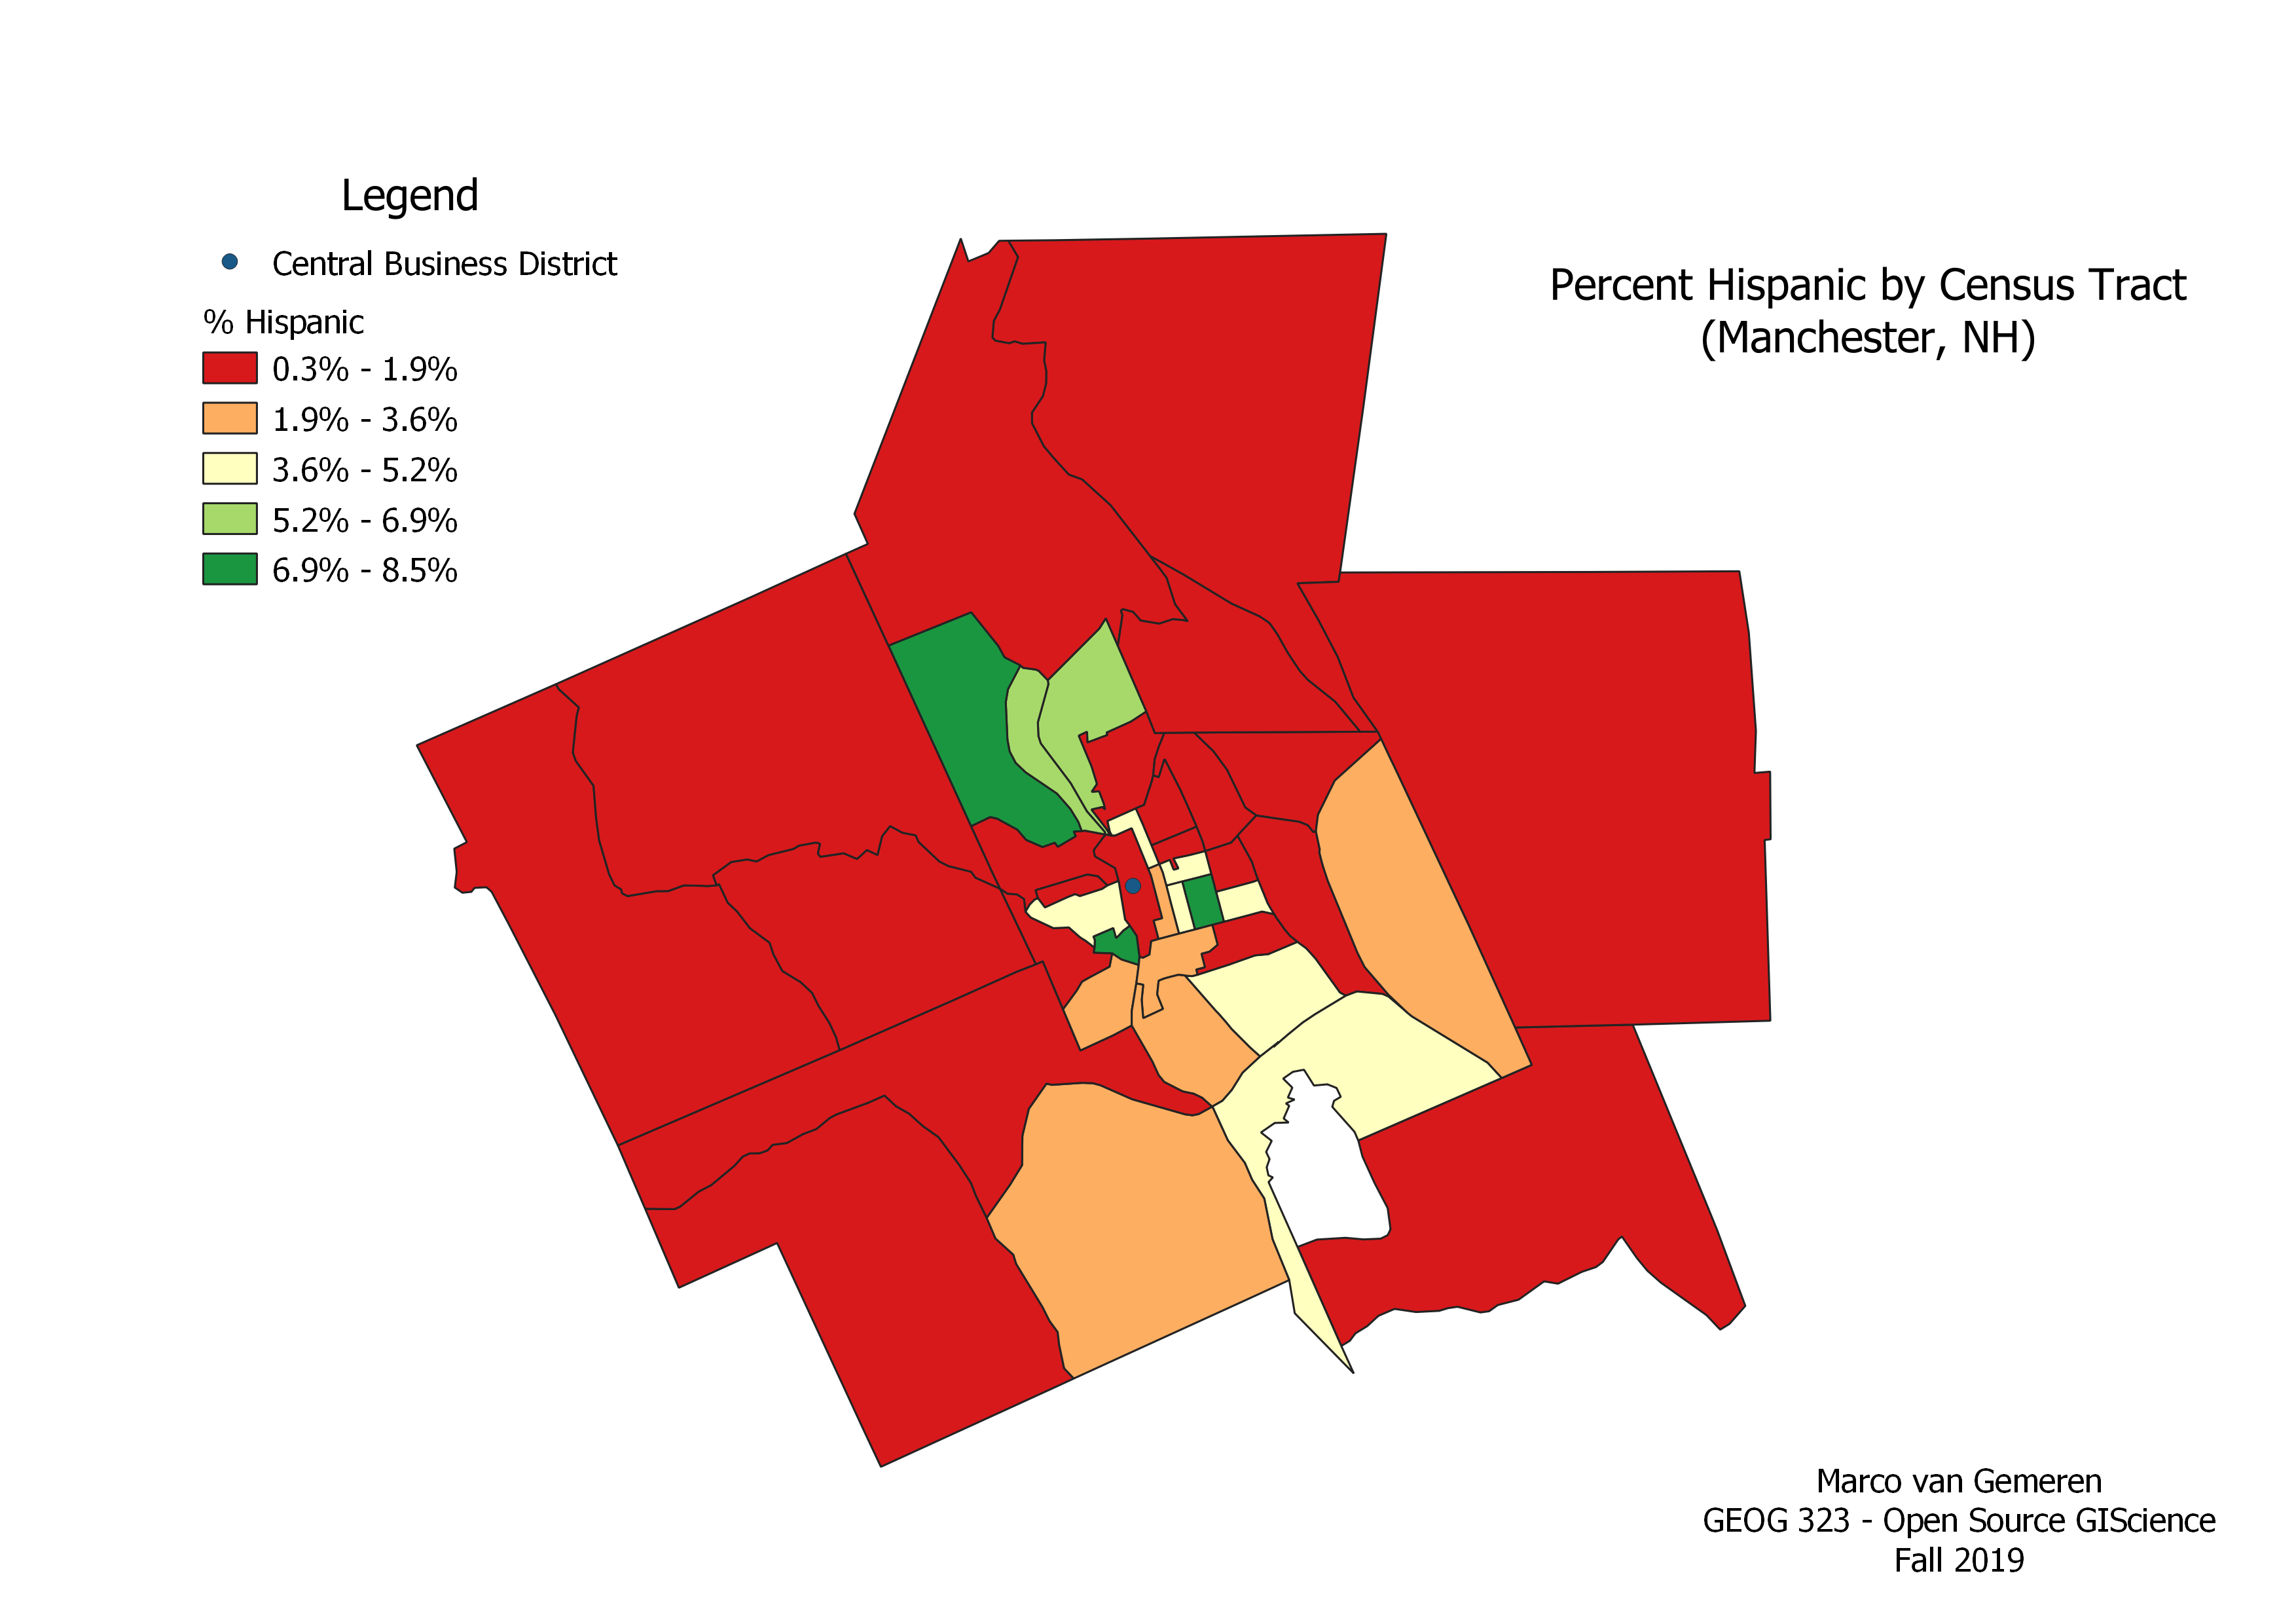 Legend
Central Business District
% Hispanic
0.3% - 1.9%
1.9% - 3.6%
3.6% - 5.2%
5.2% - 6.9%
6.9% - 8.5%
Percent Hispanic by Census Tract
(Manchester, NH)
Marco van Gemeren
GEOG 323 - Open Source GIScience
Fall 2019